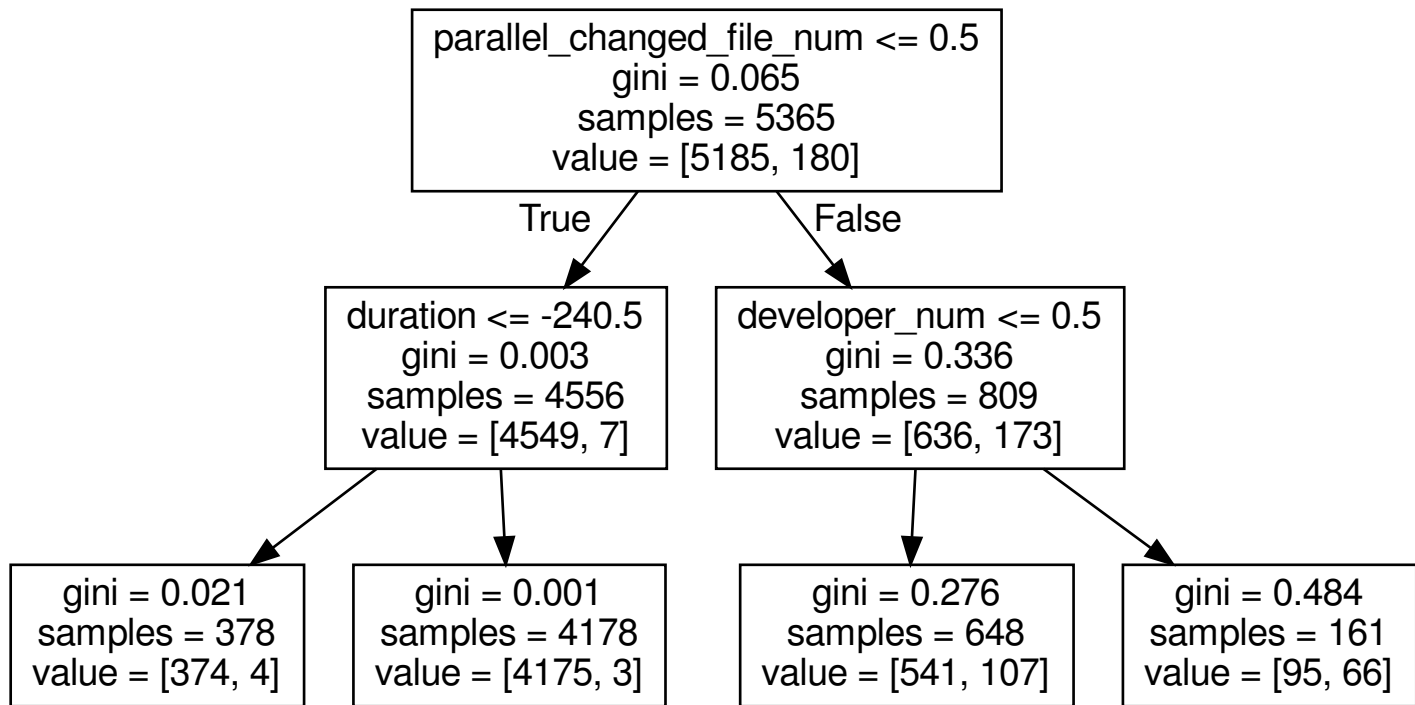 parallel_changed_file_num <= 0.5
gini = 0.065
samples = 5365
value = [5185, 180]
True
False
duration <= -240.5
gini = 0.003
samples = 4556
value = [4549, 7]
developer_num <= 0.5
gini = 0.336
samples = 809
value = [636, 173]
gini = 0.021
samples = 378
value = [374, 4]
gini = 0.001
samples = 4178
value = [4175, 3]
gini = 0.276
samples = 648
value = [541, 107]
gini = 0.484
samples = 161
value = [95, 66]